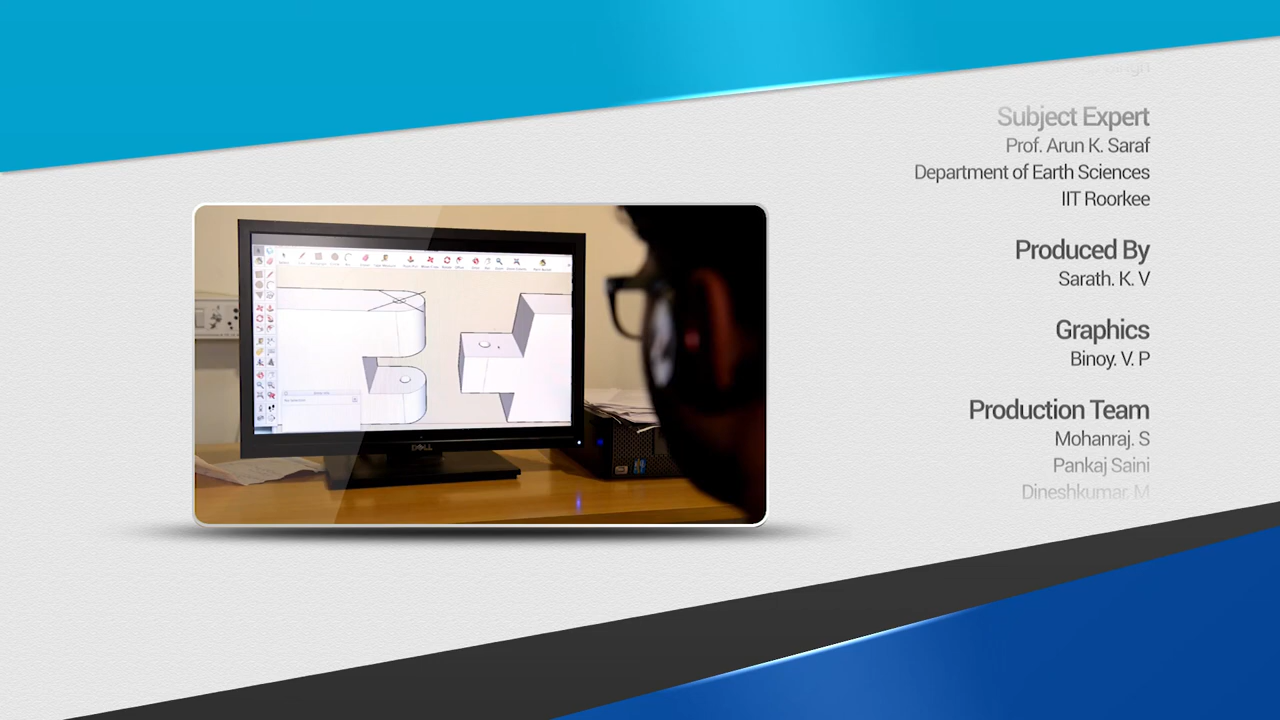 Subject Expert
Prof. Arun K. Saraf
Department of Earth Sciences
IIT Roorkee
Produced By
Sarath. K. V
Graphics
Binoy. V. P
Production Team
Mohanraj. S
Pankaj Saini
Dineshkumar. M
DELL